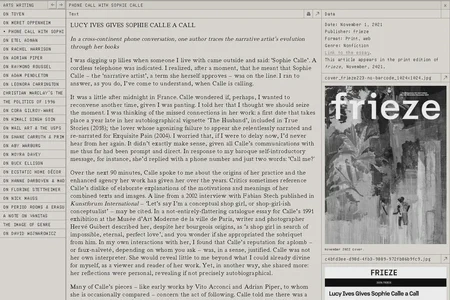 ARTS WRITING
PHONE CALL WITH SOPHIE CALLE
ON TOYEN
ON MERET OPPENHEIM
• PHONE CALL WITH SOPHI
ON ETEL ADNAN
ON RACHEL HARRISON
ON ADRIAN PIPER
ON RAYMOND ROUSSEL
ON ADAM PENDLETON
ON LEONORA CARRINGTON
CHRISTIAN MARCLAY'S THE
THE POLITICS OF 1996
ON CORA GILROY-WARE
ON HIMALI SINGH SOIN
ON MAIL ART & THE USPS
ON SHANE CARRUTH & PRIM
ON ABY WARBURG
ON MOYRA DAVEY
ON BUCK ELLISON
ON ECSTATIC HOME DÉCOR
ON SHANNE DARBOVEN & HAD
ON FLORINE STETTHEIMER
ON NICK MAUSS
ON PERIOD ROOMS & ERASU
A NOTE ON VANITAS
THE IMAGE OF GENRE
ON DAVID WOJNAROWICZ
Text
LUCY IVES GIVES SOPHIE CALLE A CALL
In a cross-continent phone conversation, one author traces the narrative artist's evolution
through her books
I was digging up lilies when someone I live with came outside and said: 'Sophie Calle'. A
cordless telephone was indicated. I realized, after a moment, that he meant that Sophie
Calle – the 'narrative artist', a term she herself approves – was on the line. I ran to
answer, as you do, I've come to understand, when Calle is calling.
It was a little after midnight in France. Calle wondered if, perhaps, I wanted to
reconvene another time, given I was panting. I told her that I thought we should seize
the moment. I was thinking of the missed connections in her work: a first date that takes
place a year late in her autobiographical vignette 'The Husband', included in True
Stories (2018); the lover whose agonizing failure to appear she relentlessly narrated and
re-narrated for Exquisite Pain (2004). I worried that, if I were to delay now, I'd never
hear from her again. It didn't exactly make sense, given all Calle's communications with
me thus far had been prompt and direct. In response to my baroque self-introductory
message, for instance, she'd replied with a phone number and just two words: 'Call me?'
Over the next 90 minutes, Calle spoke to me about the origins of her practice and the
enhanced agency her work has given her over the years. Critics sometimes reference
Calle's dislike of elaborate explanations of the motivations and meanings of her
combined texts and images. A line from a 2002 interview with Fabian Stech published in
Kunstforum International – 'Let's say I'm a conceptual shop girl, or shop-girlish
conceptualist' – may be cited. In a not-entirely-flattering catalogue essay for Calle's 1991
exhibition at the Musée d'Art Moderne de la ville de Paris, writer and photographer
Hervé Guibert described her, despite her bourgeois origins, as 'a shop girl in search of
impossible, eternal, perfect love', and you wonder if she appropriated the sobriquet
from him. In my own interactions with her, I found that Calle's reputation for aplomb –
or faux-naïveté, depending on whom you ask – was, in a sense, justified. Calle was not
her own interpreter. She would reveal little to me beyond what I could already divine
for myself, as a viewer and reader of her work. Yet, in another way, she shared more:
her reflections were personal, revealing if not precisely autobiographical.
Many of Calle's pieces – like early works by Vito Acconci and Adrian Piper, to whom
she is occasionally compared – concern the act of following. Calle told me there was a
Data
Date: November 1, 2021
Publisher: Frieze
Format: Print, web
Genre: Nonfiction
Link to the essay.
This article appears in the print edition of
frieze, November, 2021.
frieze
FRIEZE
Lucy Ives Gives Sophie Calle a Call